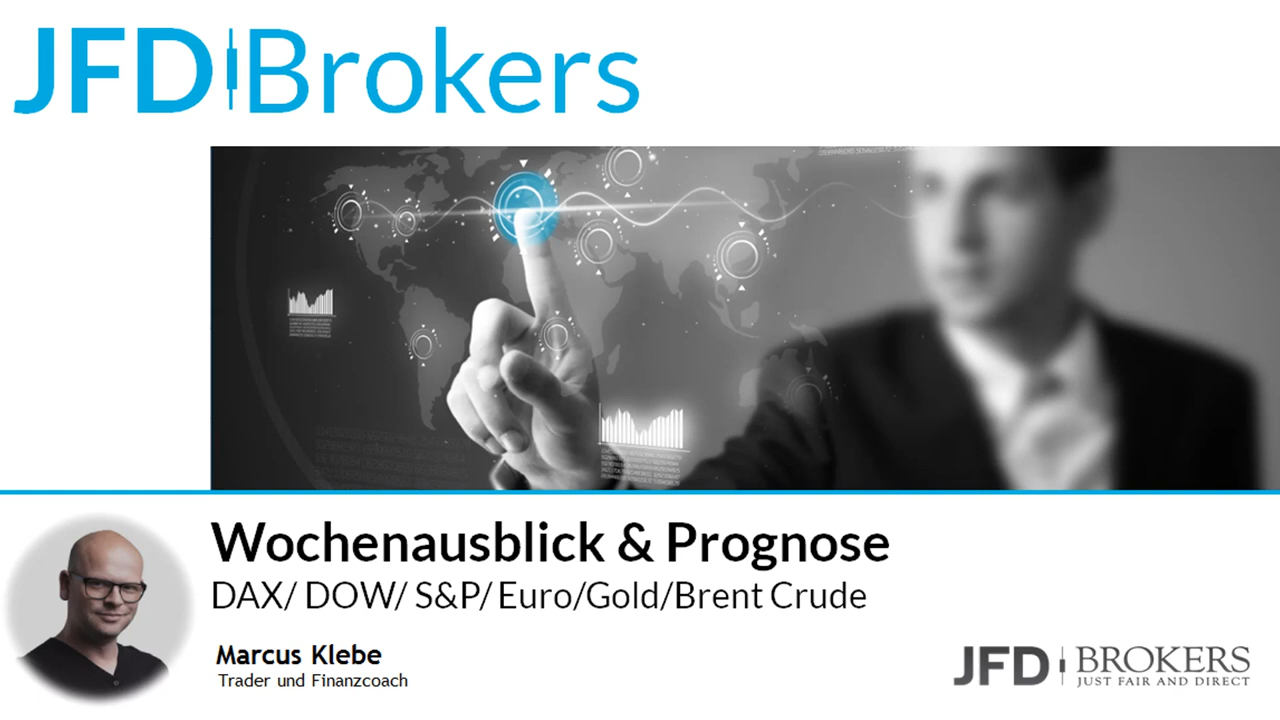 JFD Brokers
Wochenausblick & Prognose
DAX/ DOW/ S&P/ Euro/Gold/Brent Crude
Marcus Klebe
Trader und Finanzcoach
JFD BROKERS
JUST FAIR AND DIRECT